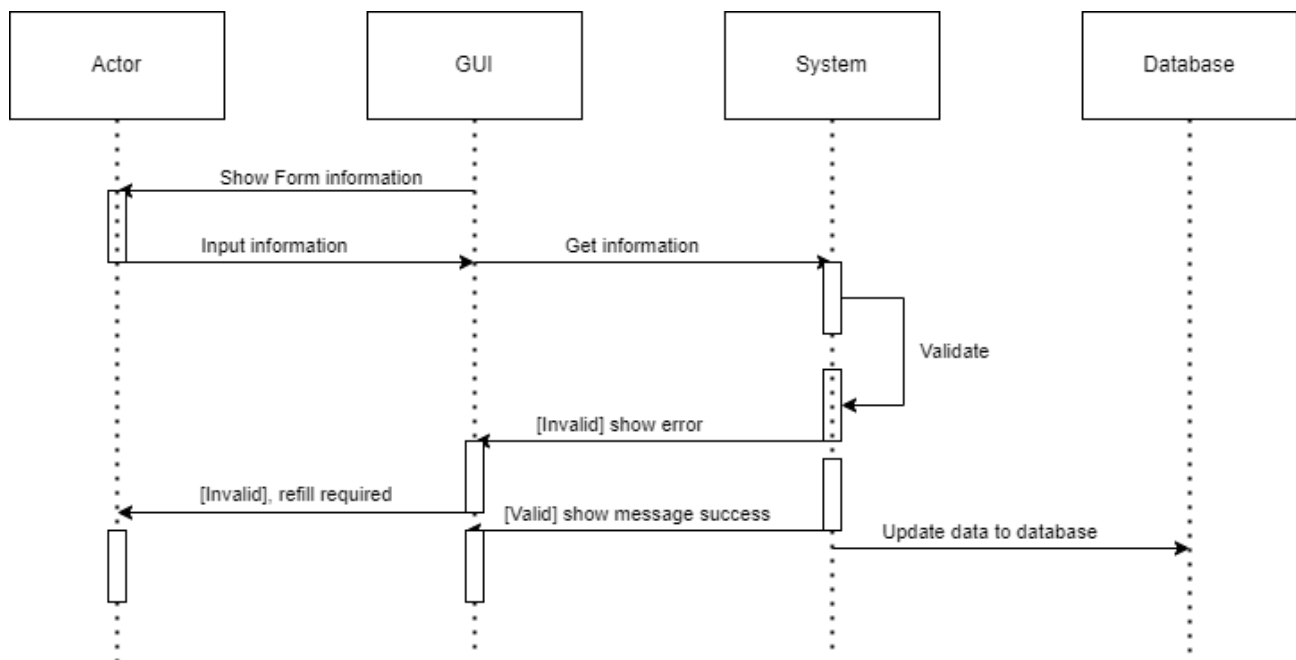 Actor
GUI
System
Database
Show Form information
Input information
Get information
Validate
[Invalid] show error
[Invalid], refill required
[Valid] show message success
Update data to database